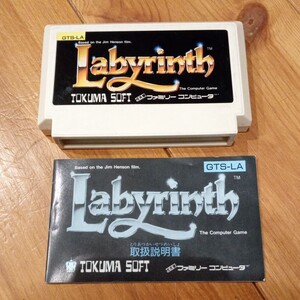 GTS-LA
Based on the Jim Henson film.
Labyrinth
TM
The Computer Game
TOKUMA SOFT
ファミリー コンピュータ
Based on the Jim Henson film.
GTS-LA
Labyrinth
TM
The Computer Game
取扱説明書
TOKUMA SOFT
ファミリー コンピュータ